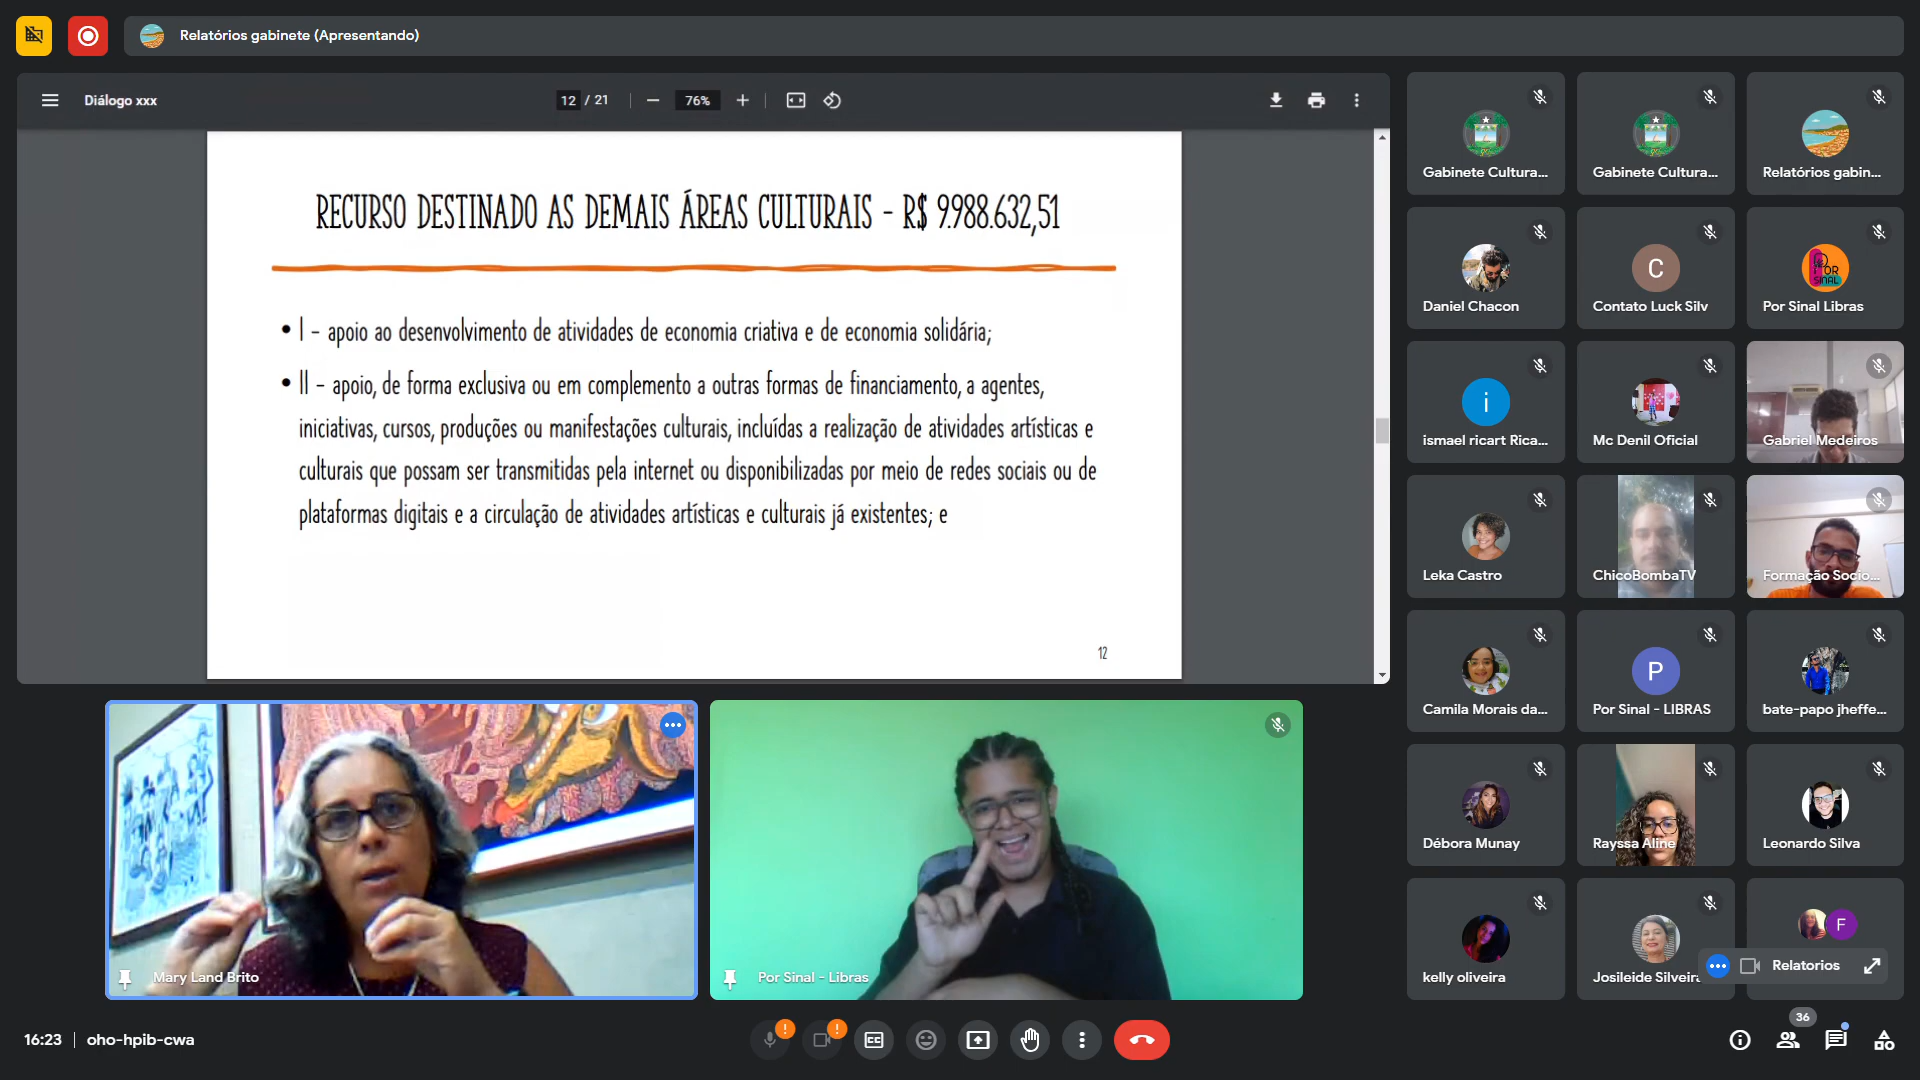 Relatórios gabinete (Apresentando)
Diálogo xxx
12 / 21
76%
RECURSO DESTINADO AS DEMAIS ÁREAS CULTURAIS - R$ 9.988.632,51
• I - apoio ao desenvolvimento de atividades de economia criativa e de economia solidária;
• II - apoio, de forma exclusiva ou em complemento a outras formas de financiamento, a agentes,
iniciativas, cursos, produções ou manifestações culturais, incluídas a realização de atividades artísticas e
culturais que possam ser transmitidas pela internet ou disponibilizadas por meio de redes sociais ou de
plataformas digitais e a circulação de atividades artísticas e culturais já existentes; e
12
Mary Land Brito
Por Sinal - Libras
Gabinete Cultura...
Gabinete Cultura...
Relatórios gabin...
Daniel Chacon
C
Contato Luck Silv
POR
SINAL
Por Sinal Libras
i
ismael ricart Rica...
Mc Denil Oficial
Gabriel Medeiros
Leka Castro
ChicoBombaTV
Formação Socio...
Camila Morais da...
P
Por Sinal - LIBRAS
bate-papo jheffe...
Débora Munay
Rayssa Aline
Leonardo Silva
kelly oliveira
Josileide Silveira
F
Relatorios
16:23
oho-hpib-cwa
CC
36